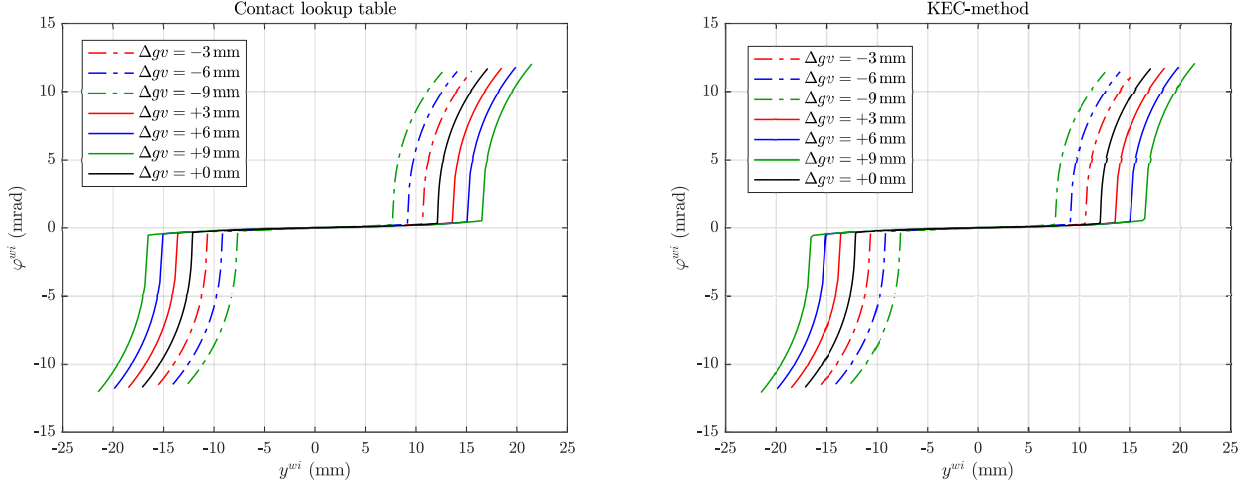 Contact lookup table
15
10
5
0
-5
-10
-15
φ^{wi} (mrad)
Δgv = −3 mm
Δgv = −6 mm
Δgv = −9 mm
Δgv = +3 mm
Δgv = +6 mm
Δgv = +9 mm
Δgv = +0 mm
-25 -20 -15 -10 -5 0 5 10 15 20 25
y^{wi} (mm)
KEC-method
15
10
5
0
-5
-10
-15
φ^{wi} (mrad)
Δgv = −3 mm
Δgv = −6 mm
Δgv = −9 mm
Δgv = +3 mm
Δgv = +6 mm
Δgv = +9 mm
Δgv = +0 mm
-25 -20 -15 -10 -5 0 5 10 15 20 25
y^{wi} (mm)